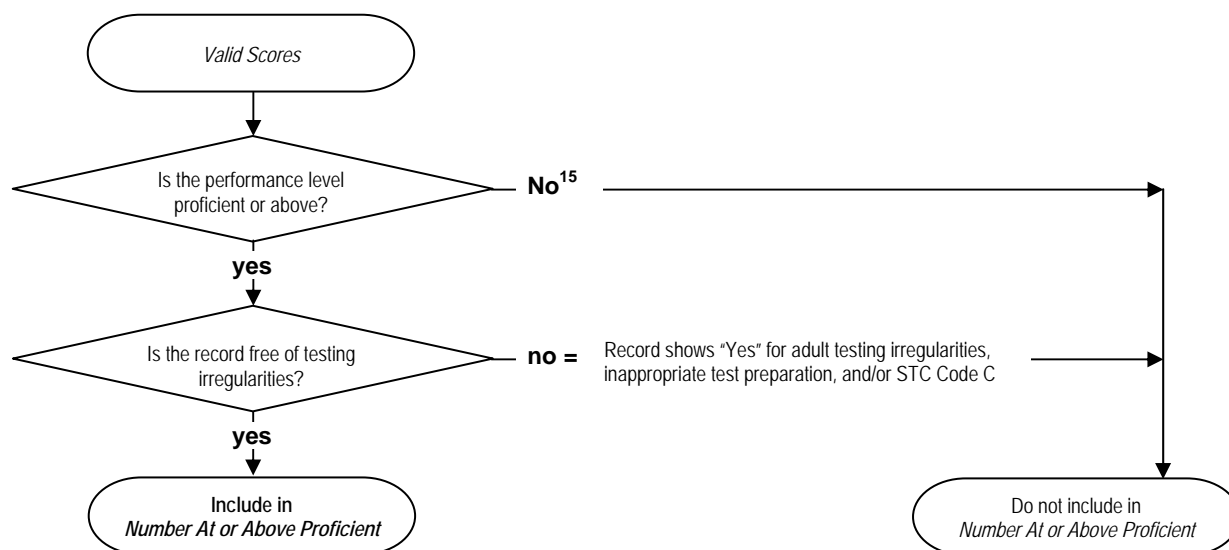 Valid Scores
Is the performance level
proficient or above?
No15
yes
Is the record free of testing
irregularities?
no =
Record shows "Yes" for adult testing irregularities,
inappropriate test preparation, and/or STC Code C
yes
Include in
Number At or Above Proficient
Do not include in
Number At or Above Proficient